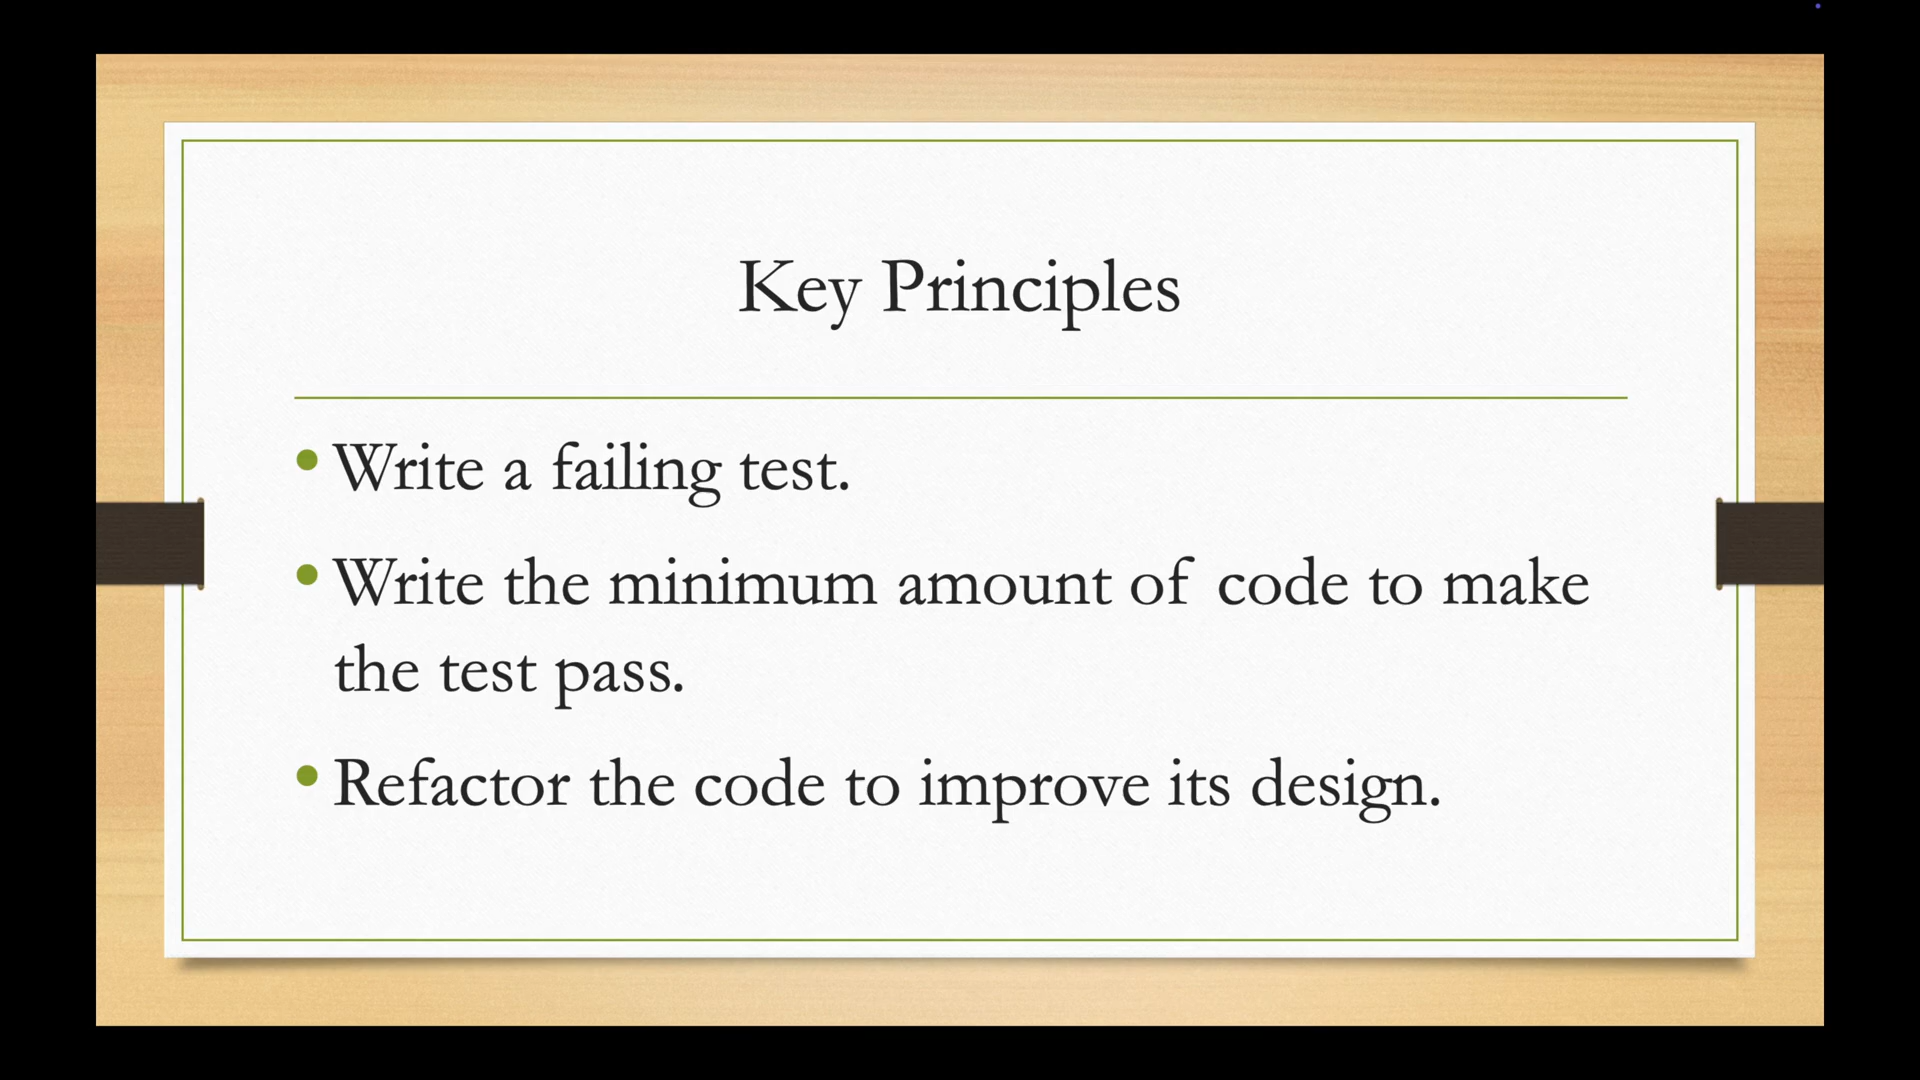 Key Principles
Write a failing test.
Write the minimum amount of code to make
the test pass.
Refactor the code to improve its design.